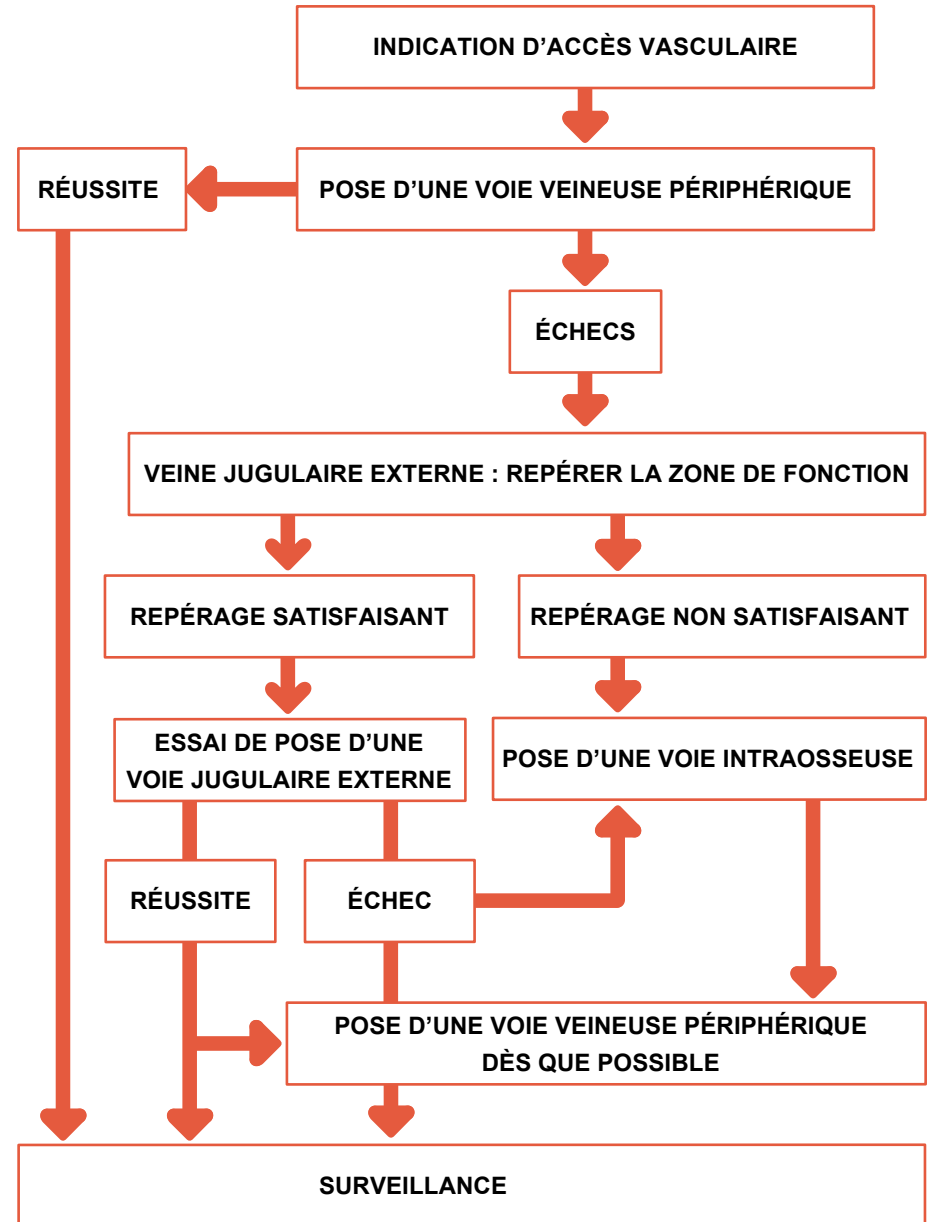 INDICATION D’ACCÈS VASCULAIRE
RÉUSSITE
POSE D’UNE VOIE VEINEUSE PÉRIPHÉRIQUE
ÉCHECS
VEINE JUGULAIRE EXTERNE : REPÉRER LA ZONE DE FONCTION
REPÉRAGE SATISFAISANT
REPÉRAGE NON SATISFAISANT
ESSAI DE POSE D’UNE
VOIE JUGULAIRE EXTERNE
POSE D’UNE VOIE INTRAOSSEUSE
RÉUSSITE
ÉCHEC
POSE D’UNE VOIE VEINEUSE PÉRIPHÉRIQUE
DÈS QUE POSSIBLE
SURVEILLANCE